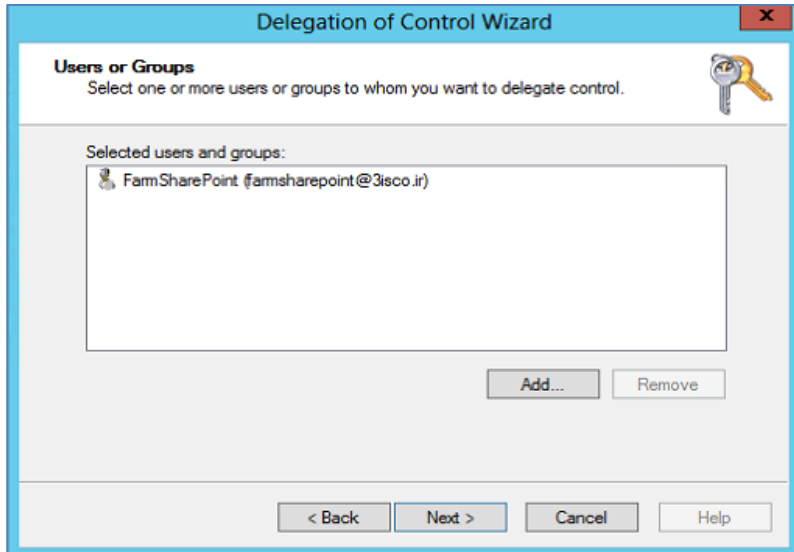 Delegation of Control Wizard
x
Users or Groups
Select one or more users or groups to whom you want to delegate control.
Selected users and groups:
FarmSharePoint (farmsharepoint@3isco.ir)
Add... Remove
< Back Next > Cancel Help